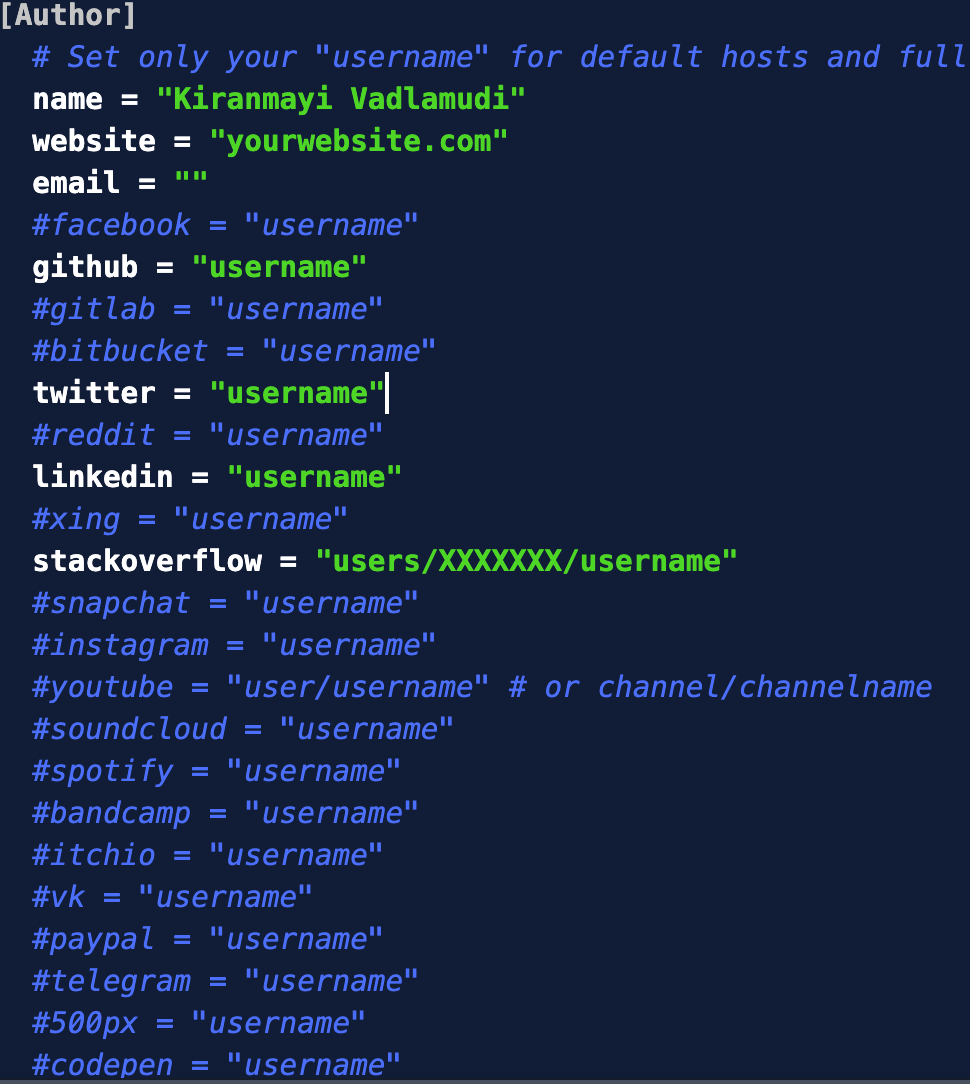 [Author]
# Set only your "username" for default hosts and full
name = "Kiranmayi Vadlamudi"
website = "yourwebsite.com"
email = ""
#facebook = "username"
github = "username"
#gitlab = "username"
#bitbucket = "username"
twitter = "username"
#reddit = "username"
linkedin = "username"
#xing = "username"
stackoverflow = "users/XXXXXXX/username"
#snapchat = "username"
#instagram = "username"
#youtube = "user/username" # or channel/channelname
#soundcloud = "username"
#spotify = "username"
#bandcamp = "username"
#itchio = "username"
#vk = "username"
#paypal = "username"
#telegram = "username"
#500px = "username"
#codepen = "username"